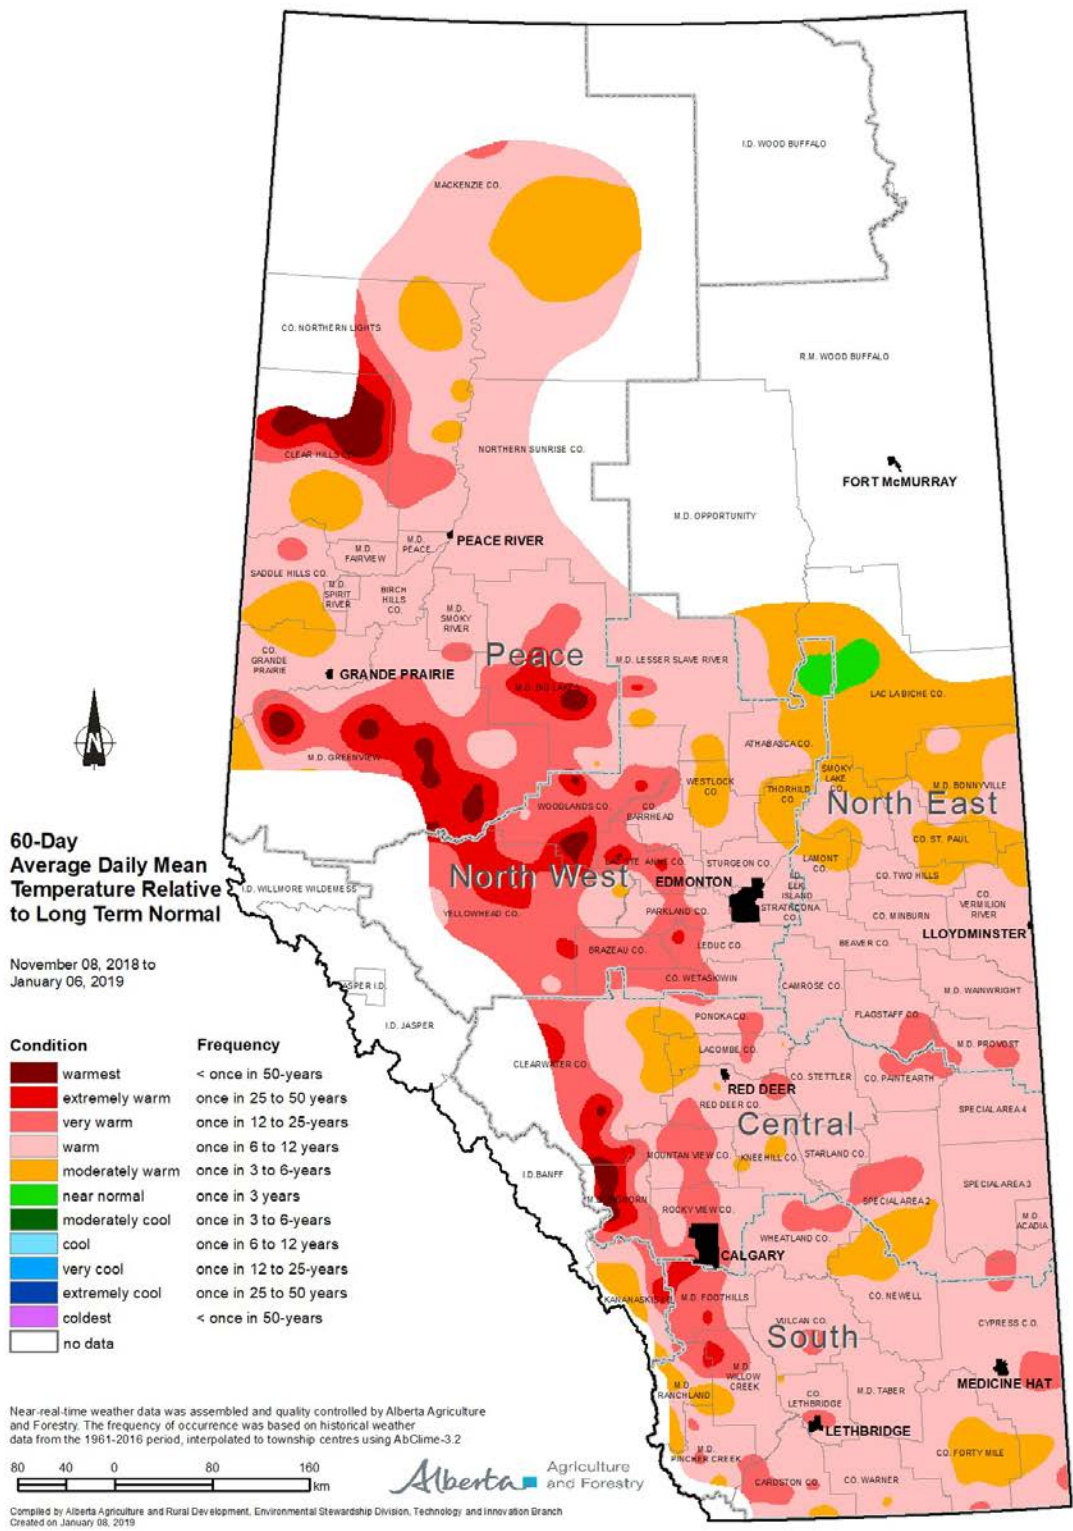 I.D. WOOD BUFFALO
MACKENZIE CO.
CO. NORTHERN LIGHTS
R.M. WOOD BUFFALO
CLEAR HILLS
NORTHERN SUNRISE CO.
FORT McMURRAY
M.D. OPPORTUNITY
PEACE RIVER
M.D.
PEACE
M.D.
FAIRVIEW
SADDLE HILLS CO.
M.D.
SPIRIT
RIVER
BIRCH
HILLS
CO.
M.D.
SMOKY
RIVER
CO.
GRANDE
PRAIRIE
GRANDE PRAIRIE
Peace
M.D. LESSER SLAVE RIVER
LAC LA BICHE CO.
M.D. GREENVIEW
ATHABASCA CO.
N
WESTLOCK
CO.
SMOKY
LAKE
CO.
THORHILD
CO.
M.D. BONNYVILLE
North East
WOODLANDS CO.
CO.
BARRHEAD
CO. ST. PAUL
60-Day
Average Daily Mean
Temperature Relative
to Long Term Normal
LAC STE ANNE CO.
STURGEON CO.
LAMONT
CO.
North West
EDMONTON
I.D.
ELK
ISLAND
CO. TWO HILLS
I.D. WILLMORE WILDERNESS
YELLOWHEAD CO.
PARKLAND CO.
STRATHCONA
CO.
CO. MINBURN
CO.
VERMILION
RIVER
LLOYDMINSTER
BRAZEAU CO.
LEDUC CO.
BEAVER CO.
November 08, 2018 to
January 06, 2019
JASPER I.D.
CO. WETASKIWIN
CAMROSE CO.
M.D. WAINWRIGHT
I.D. JASPER
PONOKA CO.
FLAGSTAFF CO.
Condition Frequency
LACOMBE CO.
M.D. PROVOST
CLEARWATER CO.
warmest < once in 50-years
CO. STETTLER
CO. PAINTEARTH
RED DEER
extremely warm once in 25 to 50 years
RED DEER CO.
SPECIAL AREA 4
very warm once in 12 to 25-years
Central
warm once in 6 to 12 years
MOUNTAIN VIEW CO.
KNEEHILL CO.
STARLAND CO.
moderately warm once in 3 to 6-years
I.D. BANFF
SPECIAL AREA 3
near normal once in 3 years
SPECIAL AREA 2
moderately cool once in 3 to 6-years
ROCKY VIEW CO.
M.D.
ACADIA
cool once in 6 to 12 years
WHEATLAND CO.
CALGARY
very cool once in 12 to 25-years
extremely cool once in 25 to 50 years
KANANASKIS I.D.
M.D. FOOTHILLS
CO. NEWELL
coldest < once in 50-years
VULCAN CO.
CYPRESS CO.
South
no data
M.D.
WILLOW
CREEK
MEDICINE HAT
M.D.
RANCHLAND
CO.
LETHBRIDGE
M.D. TABER
Near-real-time weather data was assembled and quality controlled by Alberta Agriculture
and Forestry. The frequency of occurrence was based on historical weather
data from the 1961-2016 period, interpolated to township centres using AbClime-3.2
LETHBRIDGE
M.D.
PINCHER CREEK
CO. FORTY MILE
80 40 0 80 160
km
Alberta Agriculture
and Forestry
CARDSTON CO.
CO. WARNER
Compiled by Alberta Agriculture and Rural Development, Environmental Stewardship Division, Technology and Innovation Branch
Created on January 08, 2019